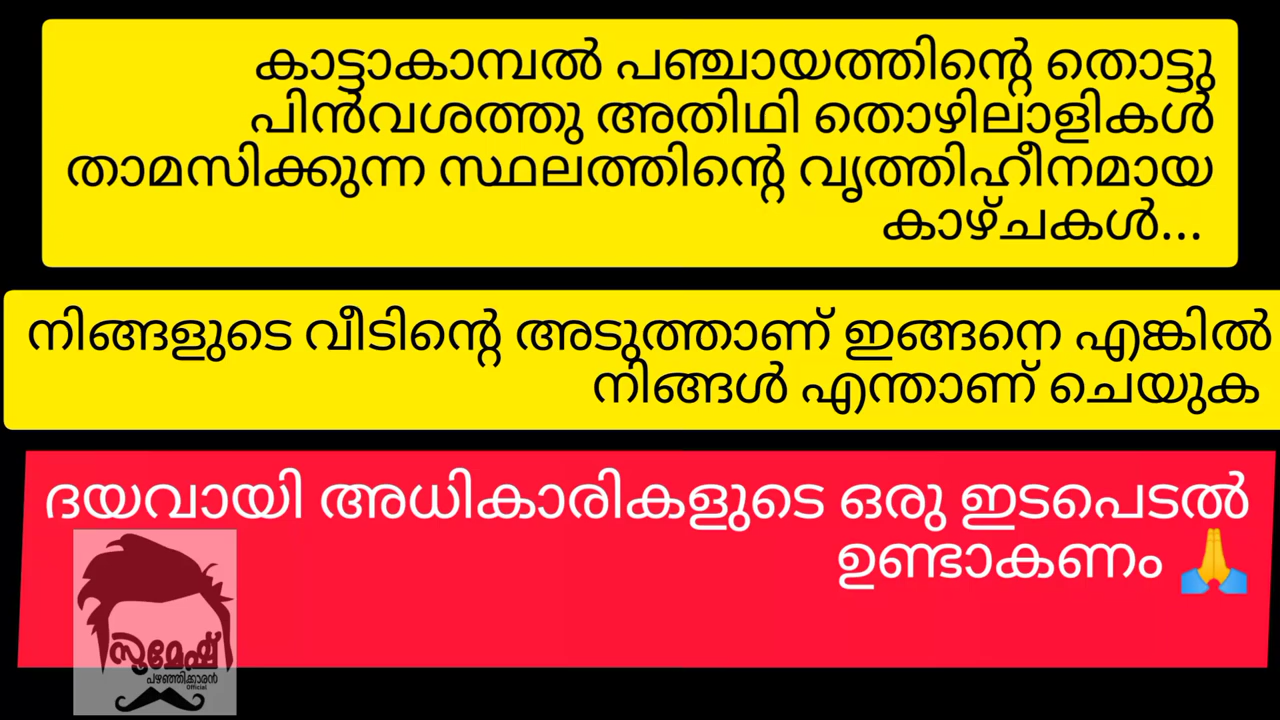 കാട്ടാകാമ്പൽ പഞ്ചായത്തിന്റെ തൊട്ടു
പിൻവശത്തു അതിഥി തൊഴിലാളികൾ
താമസിക്കുന്ന സ്ഥലത്തിന്റെ വൃത്തിഹീനമായ
കാഴ്ചകൾ...
നിങ്ങളുടെ വീടിന്റെ അടുത്താണ് ഇങ്ങനെ എങ്കിൽ
നിങ്ങൾ എന്താണ് ചെയുക
ദയവായി അധികാരികളുടെ ഒരു ഇടപെടൽ
ഉണ്ടാകണം 🙏
സുമേഷ്
പഴഞ്ഞിക്കാരൻ
Official